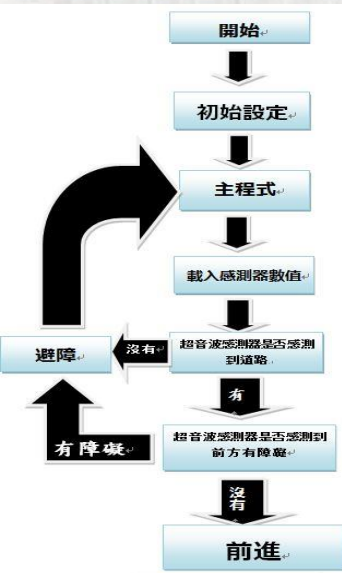 開始
初始設定
主程式
載入感測器數值
超音波感測器是否感測
到道路
沒有
避障
有
超音波感測器是否感測到
前方有障礙
有障礙
沒
有
前進